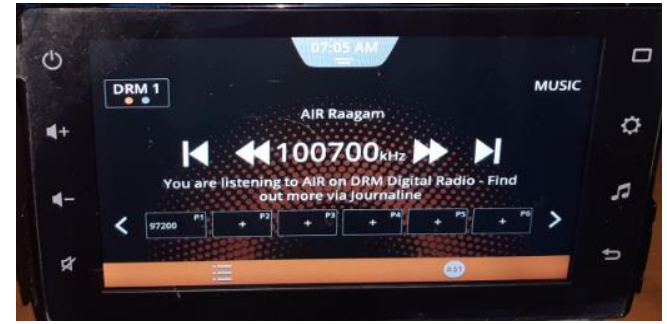 07:05 AM
DRM 1
MUSIC
AIR Raagam
100700kHz
You are listening to AIR on DRM Digital Radio - Find
out more via Journaline
97200 P1
+ P2
+ P3
+ P4
+ P5
+ P6
AST